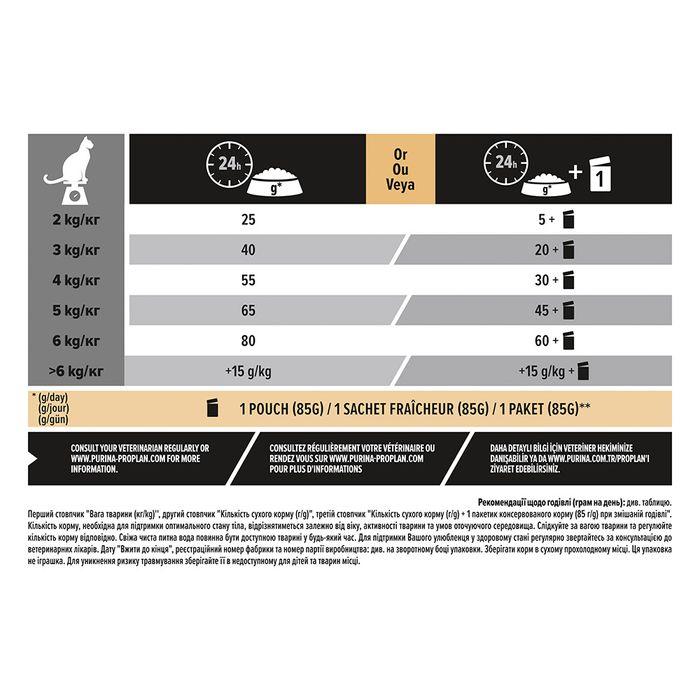 24h
g*
Or
Ou
Veya
24h
g*
+
1
2 kg/кг 25 5 +
3 kg/кг 40 20 +
4 kg/кг 55 30 +
5 kg/кг 65 45 +
6 kg/кг 80 60 +
>6 kg/кг +15 g/kg +15 g/kg +
* (g/day)
(g/jour)
(g/gün)
1 POUCH (85G) / 1 SACHET FRAÎCHEUR (85G) / 1 PAKET (85G)**
CONSULT YOUR VETERINARIAN REGULARLY OR
WWW.PURINA-PROPLAN.COM FOR MORE
INFORMATION.
CONSULTEZ RÉGULIÈREMENT VOTRE VÉTÉRINAIRE OU
RENDEZ VOUS SUR WWW.PURINA-PROPLAN.COM
POUR PLUS D'INFORMATIONS
DAHA DETAYLI BİLGİ İÇİN VETERİNER HEKİMİNİZE
DANIŞABİLİR YA DA WWW.PURINA.COM.TR/PROPLAN'I
ZİYARET EDEBİLİRSİNİZ.
Рекомендації щодо годівлі (грам на день): див. таблицю.
Перший стовпчик "Вага тварини (кг/kg)", другий стовпчик "Кількість сухого корму (г/g)", третій стовпчик "Кількість сухого корму (г/g) + 1 пакетик консервованого корму (85 г/g) при змішаній годівлі".
Кількість корму, необхідна для підтримки оптимального стану тіла, відрізнятиметься залежно від віку, активності тварини та умов оточуючого середовища. Слідкуйте за вагою тварини та регулюйте
кількість корму відповідно. Свіжа чиста питна вода повинна бути доступною тварині у будь-який час. Для підтримки Вашого улюбленця у здоровому стані регулярно звертайтесь за консультацією до
ветеринарних лікарів. Дату "Вжити до кінця", реєстраційний номер фабрики та номер партії виробництва: див. на зворотному боці упаковки. Зберігати корм в сухому прохолодному місці. Ця упаковка
не іграшка. Для уникнення ризику травмування зберігайте її в недоступному для дітей та тварин місці.